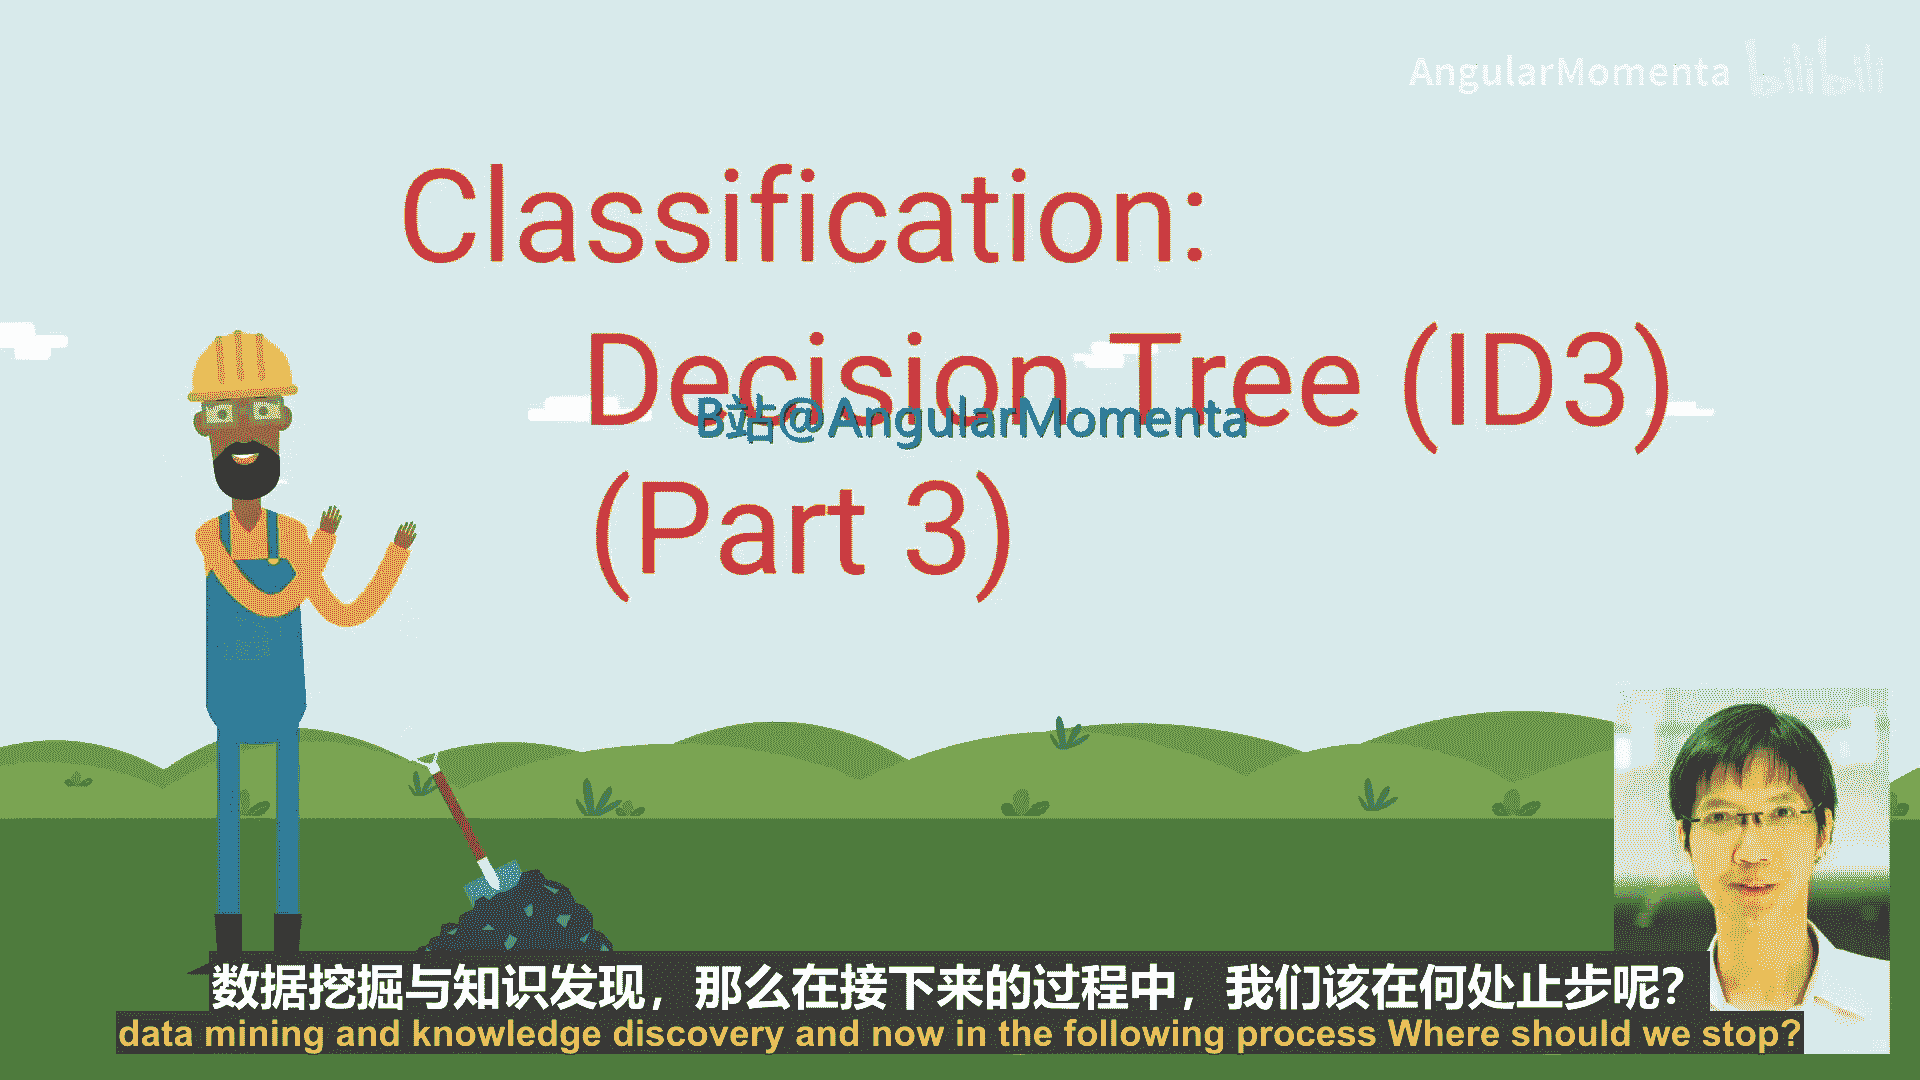 AngularMomenta bilibili
Classification:
Decision Tree (ID3)
B站@AngularMomenta
(Part 3)
数据挖掘与知识发现，那么在接下来的过程中，我们该在何处止步呢？
data mining and knowledge discovery and now in the following process Where should we stop?